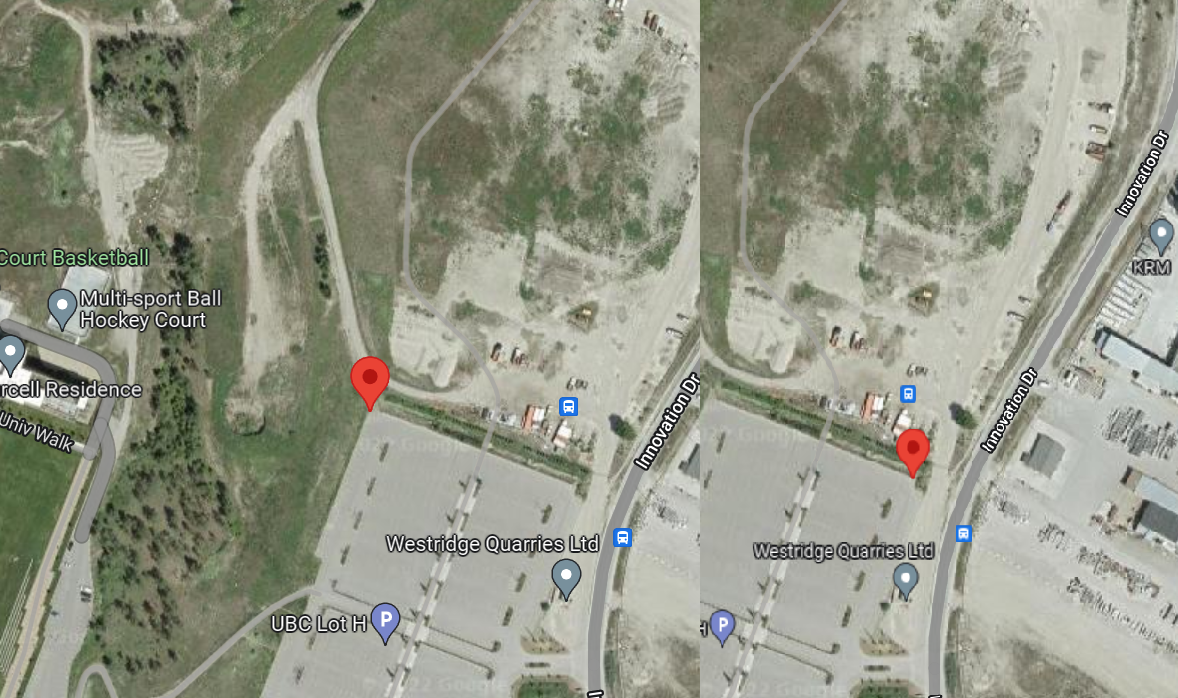 Court Basketball
Multi-sport Ball
Hockey Court
rcell Residence
Univ Walk
Innovation Dr
Westridge Quarries Ltd
UBC Lot H
P
Innovation Dr
KRM
Innovation Dr
Westridge Quarries Ltd
H
P